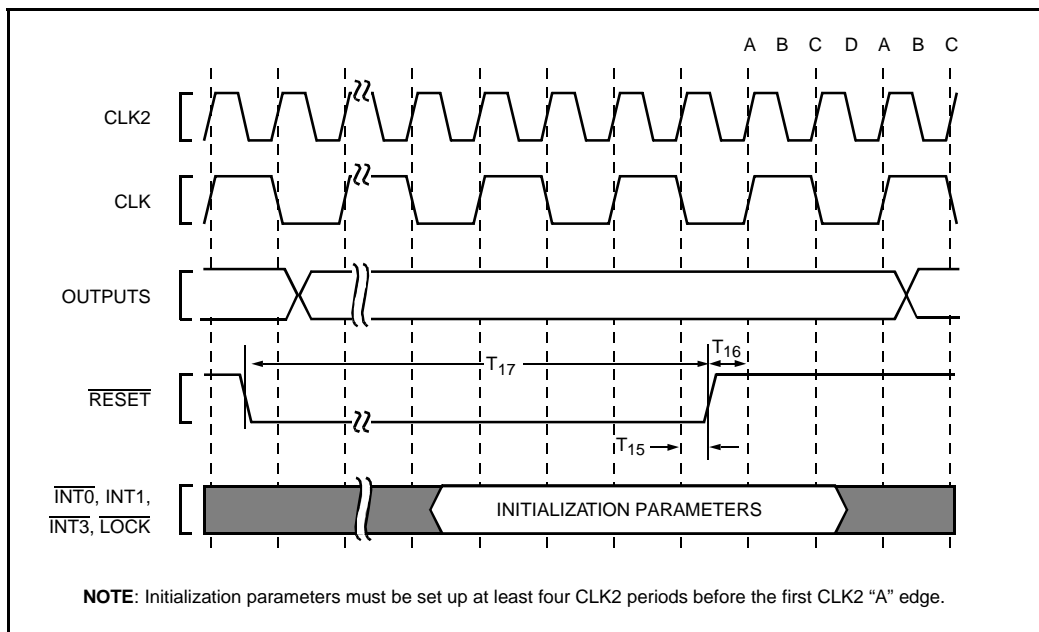 A B C D A B C
CLK2
CLK
OUTPUTS
T17
T16
RESET
T15
INT0, INT1,
INT3, LOCK
INITIALIZATION PARAMETERS
NOTE: Initialization parameters must be set up at least four CLK2 periods before the first CLK2 “A” edge.